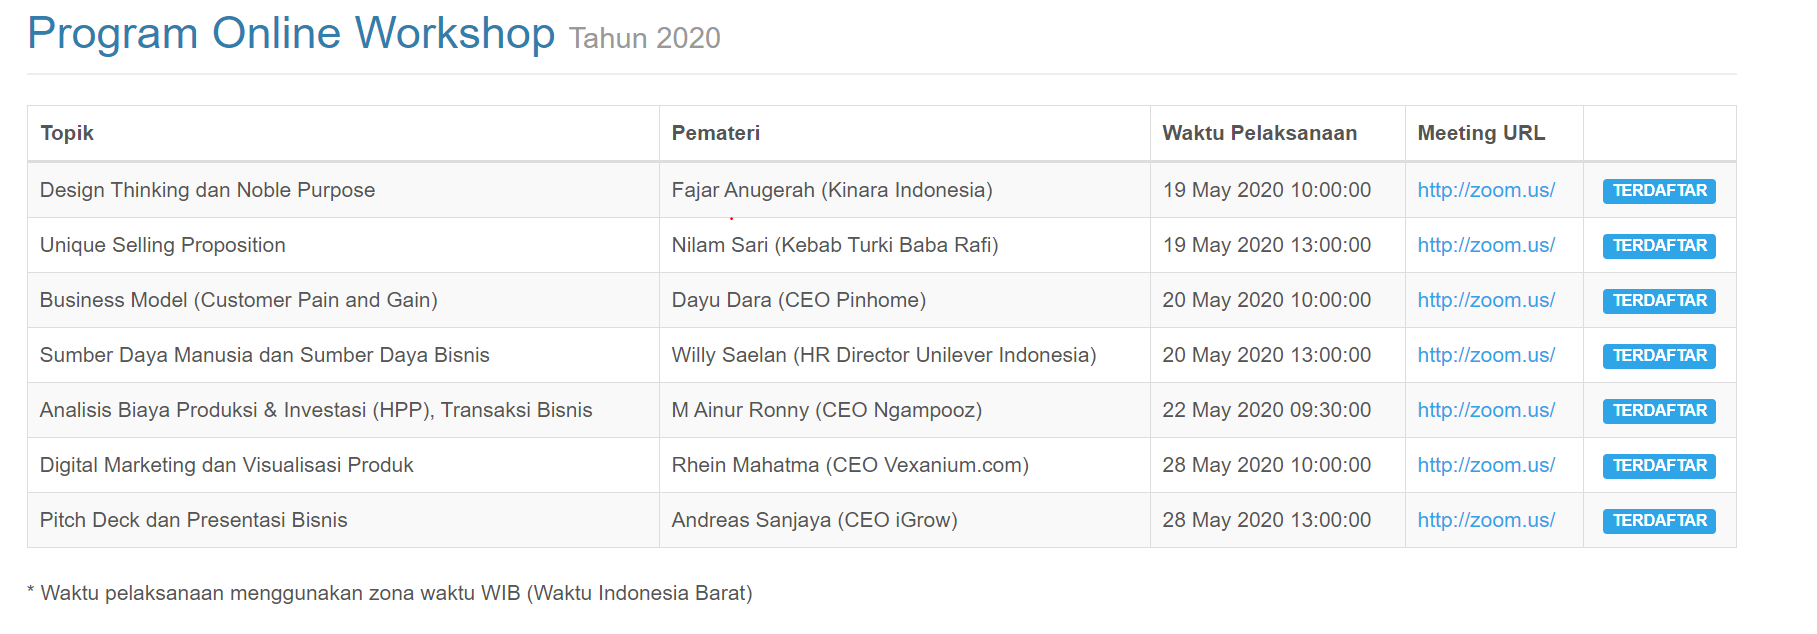 Program Online Workshop Tahun 2020
Topik Pemateri Waktu Pelaksanaan Meeting URL
Design Thinking dan Noble Purpose Fajar Anugerah (Kinara Indonesia) 19 May 2020 10:00:00 http://zoom.us/ TERDAFTAR
Unique Selling Proposition Nilam Sari (Kebab Turki Baba Rafi) 19 May 2020 13:00:00 http://zoom.us/ TERDAFTAR
Business Model (Customer Pain and Gain) Dayu Dara (CEO Pinhome) 20 May 2020 10:00:00 http://zoom.us/ TERDAFTAR
Sumber Daya Manusia dan Sumber Daya Bisnis Willy Saelan (HR Director Unilever Indonesia) 20 May 2020 13:00:00 http://zoom.us/ TERDAFTAR
Analisis Biaya Produksi & Investasi (HPP), Transaksi Bisnis M Ainur Ronny (CEO Ngampooz) 22 May 2020 09:30:00 http://zoom.us/ TERDAFTAR
Digital Marketing dan Visualisasi Produk Rhein Mahatma (CEO Vexanium.com) 28 May 2020 10:00:00 http://zoom.us/ TERDAFTAR
Pitch Deck dan Presentasi Bisnis Andreas Sanjaya (CEO iGrow) 28 May 2020 13:00:00 http://zoom.us/ TERDAFTAR
* Waktu pelaksanaan menggunakan zona waktu WIB (Waktu Indonesia Barat)